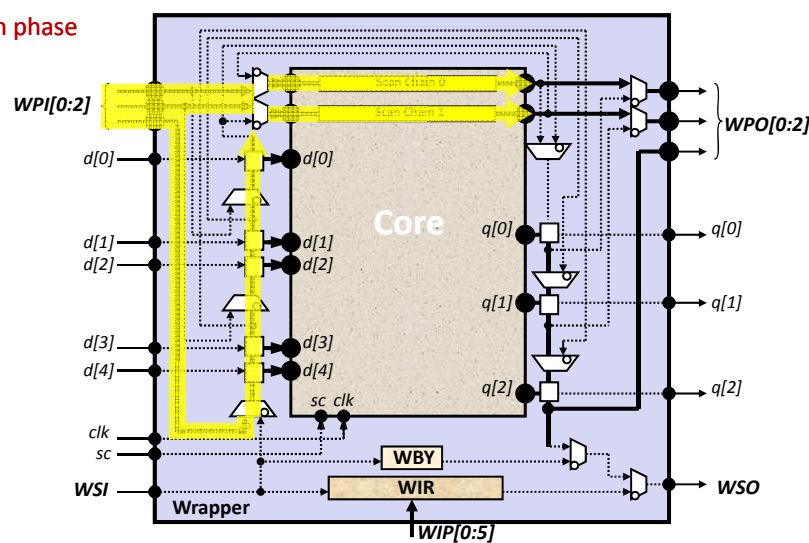 n phase
WPI[0:2]
Scan Chain 0
Scan Chain 1
WPO[0:2]
d[0]
d[0]
Core
q[0]
q[0]
d[1]
d[1]
d[2]
d[2]
q[1]
q[1]
d[3]
d[3]
d[4]
d[4]
q[2]
q[2]
sc clk
clk
sc
WBY
WSI
WIR
WSO
Wrapper
WIP[0:5]